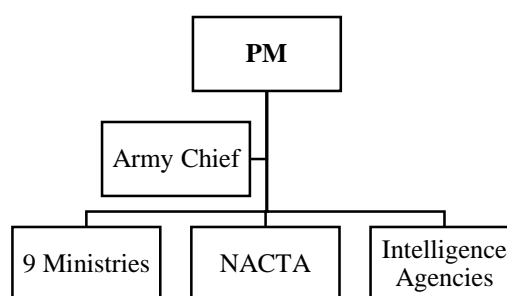 PM
Army Chief
9 Ministries
NACTA
Intelligence
Agencies